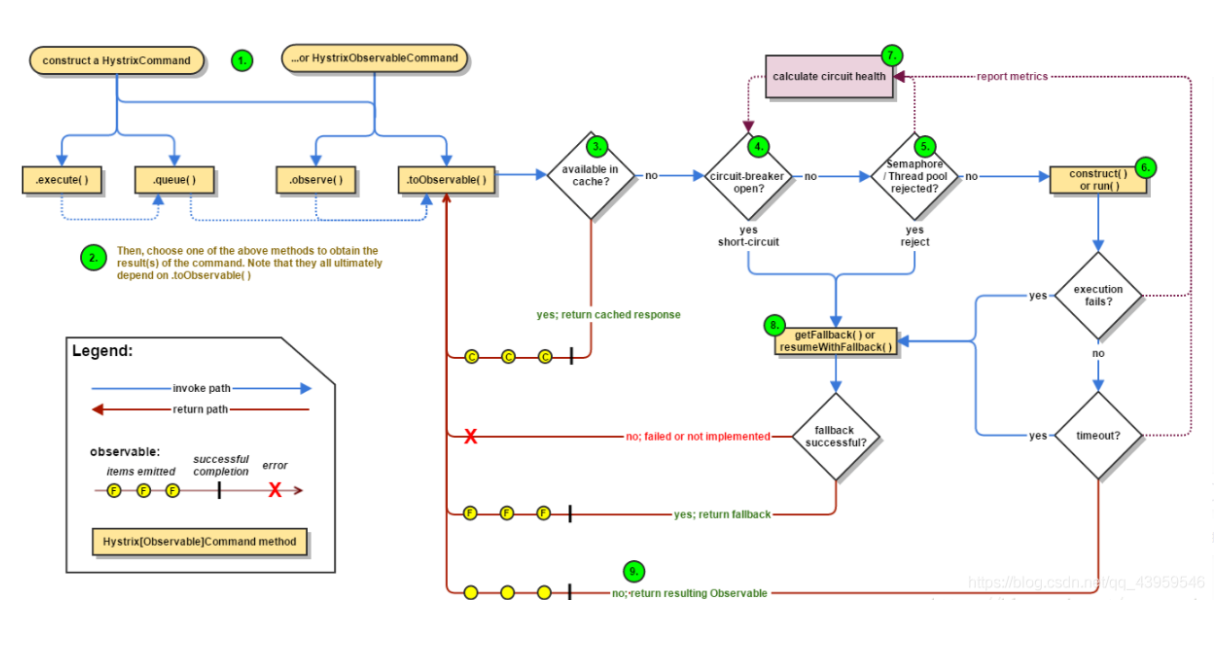 construct a HystrixCommand
1.
...or HystrixObservableCommand
7.
calculate circuit health
report metrics
3.
available in
cache?
no
4.
circuit-breaker
open?
no
5.
Semaphore
/ Thread pool
rejected?
no
6.
construct( )
or run( )
.execute( )
.queue( )
.observe( )
.toObservable( )
yes
short-circuit
yes
reject
2.
Then, choose one of the above methods to obtain the
result(s) of the command. Note that they all ultimately
depend on .toObservable( )
yes
execution
fails?
yes; return cached response
8.
getFallback( ) or
resumeWithFallback( )
C
C
C
no
Legend:
invoke path
return path
X
no; failed or not implemented
fallback
successful?
yes
timeout?
observable:
items emitted
successful
completion
error
F
F
F
X
F
F
F
yes; return fallback
Hystrix[Observable]Command method
9.
no; return resulting Observable
https://blog.csdn.net/qq_43959546